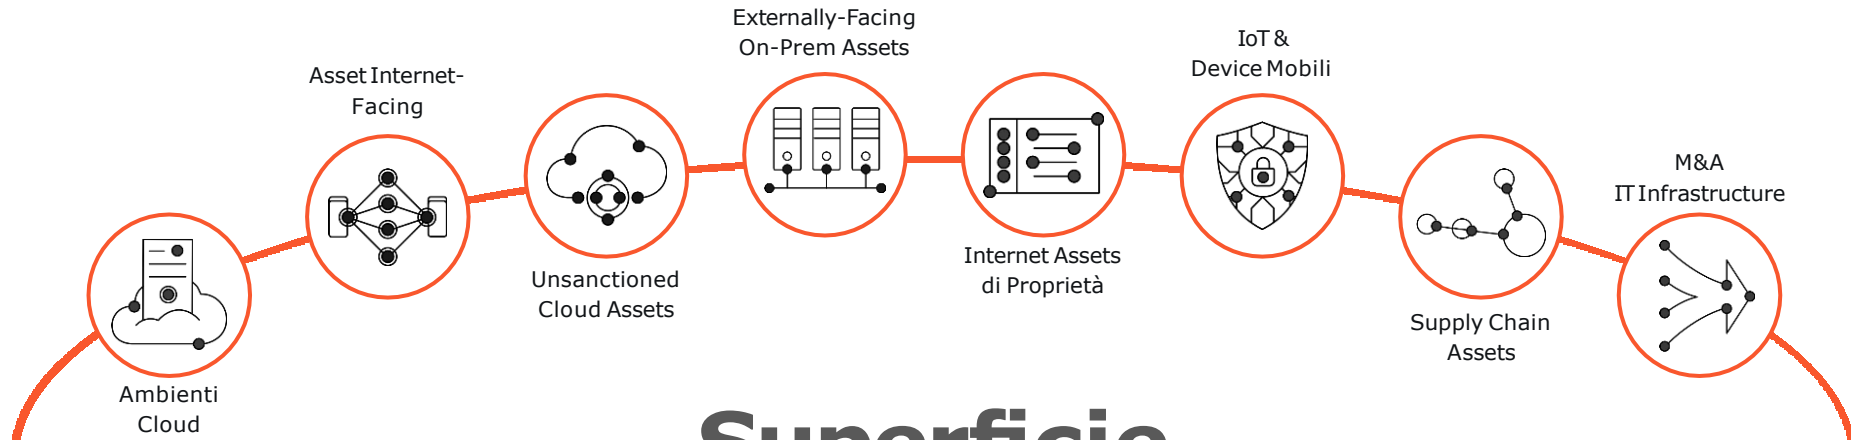 Externally-Facing
On-Prem Assets
IoT &
Device Mobili
Asset Internet-
Facing
M&A
IT Infrastructure
Unsanctioned
Cloud Assets
Internet Assets
di Proprietà
Supply Chain
Assets
Ambienti
Cloud
Superficie